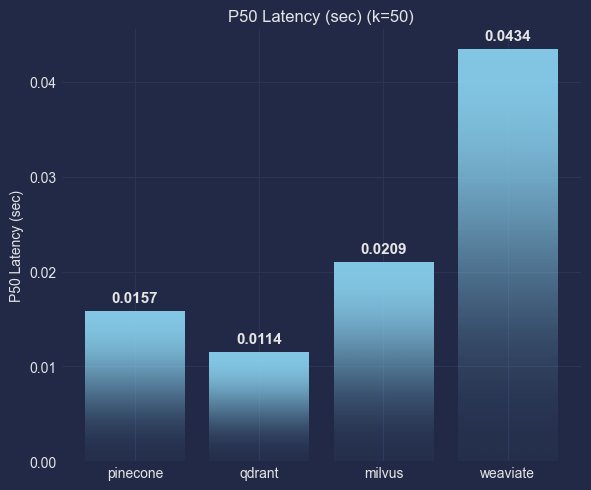 P50 Latency (sec) (k=50)
P50 Latency (sec)
0.04
0.03
0.02
0.01
0.00
0.0157
0.0114
0.0209
0.0434
pinecone
qdrant
milvus
weaviate